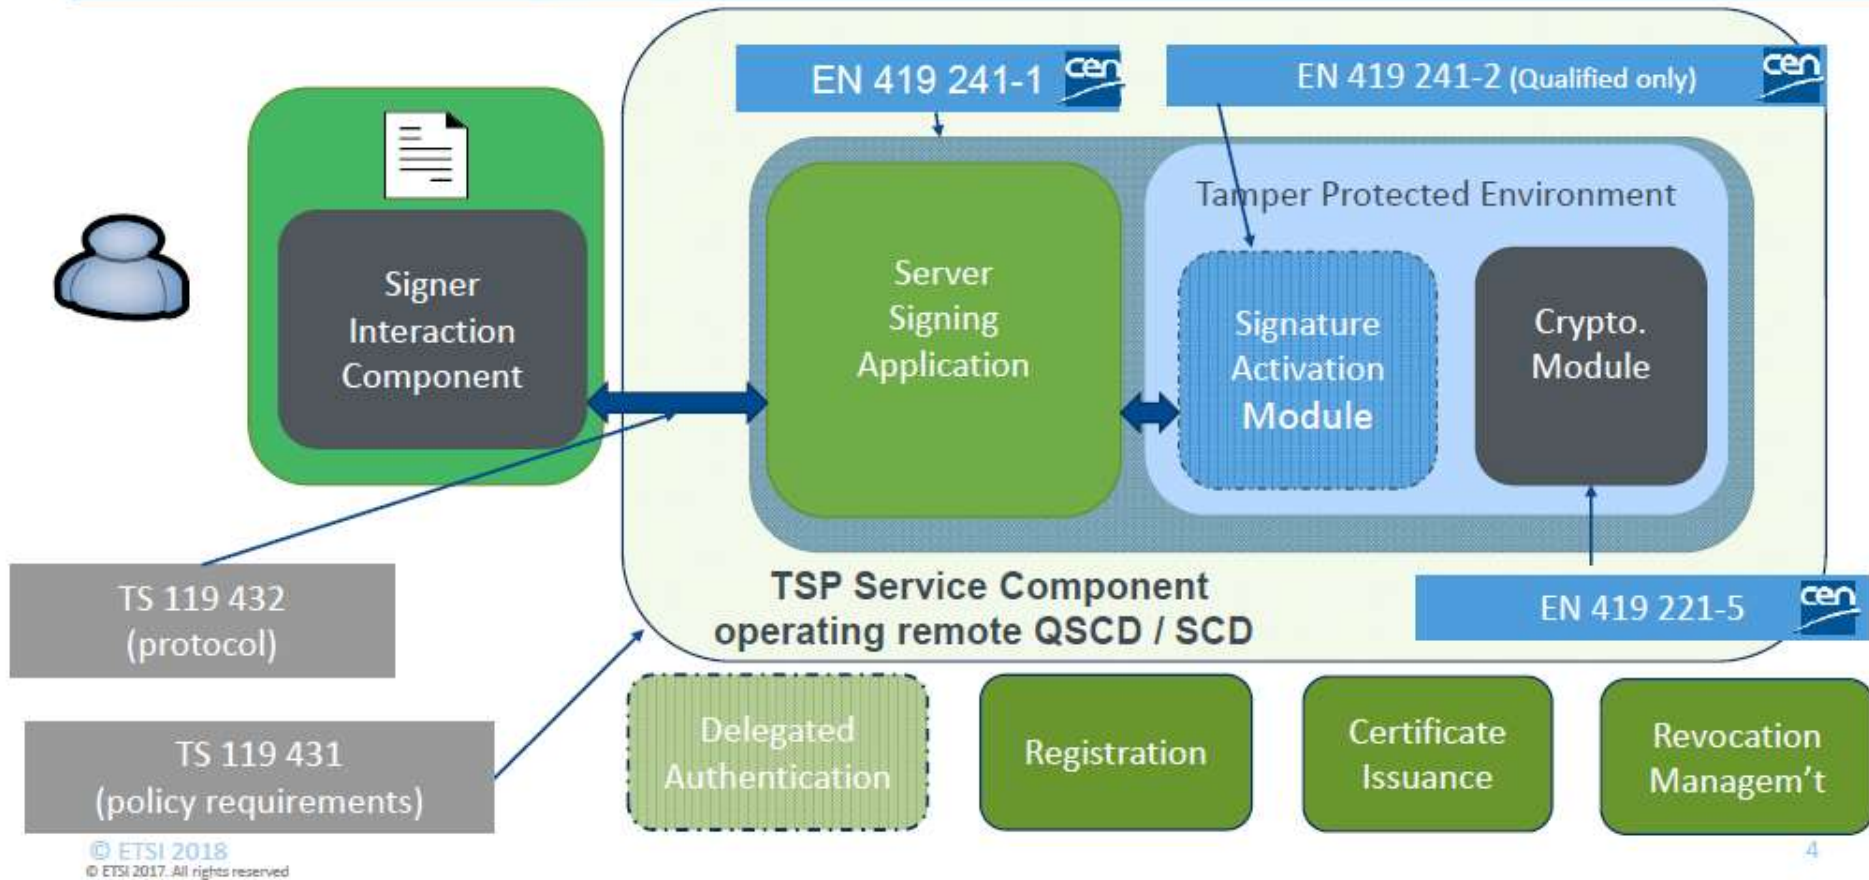 EN 419 241-1
cen
EN 419 241-2 (Qualified only)
cen
Tamper Protected Environment
Signer
Interaction
Component
Server
Signing
Application
Signature
Activation
Module
Crypto.
Module
TS 119 432
(protocol)
TSP Service Component
operating remote QSCD / SCD
EN 419 221-5
cen
TS 119 431
(policy requirements)
Delegated
Authentication
Registration
Certificate
Issuance
Revocation
Managem't
© ETSI 2018
© ETSI 2017. All rights reserved
4